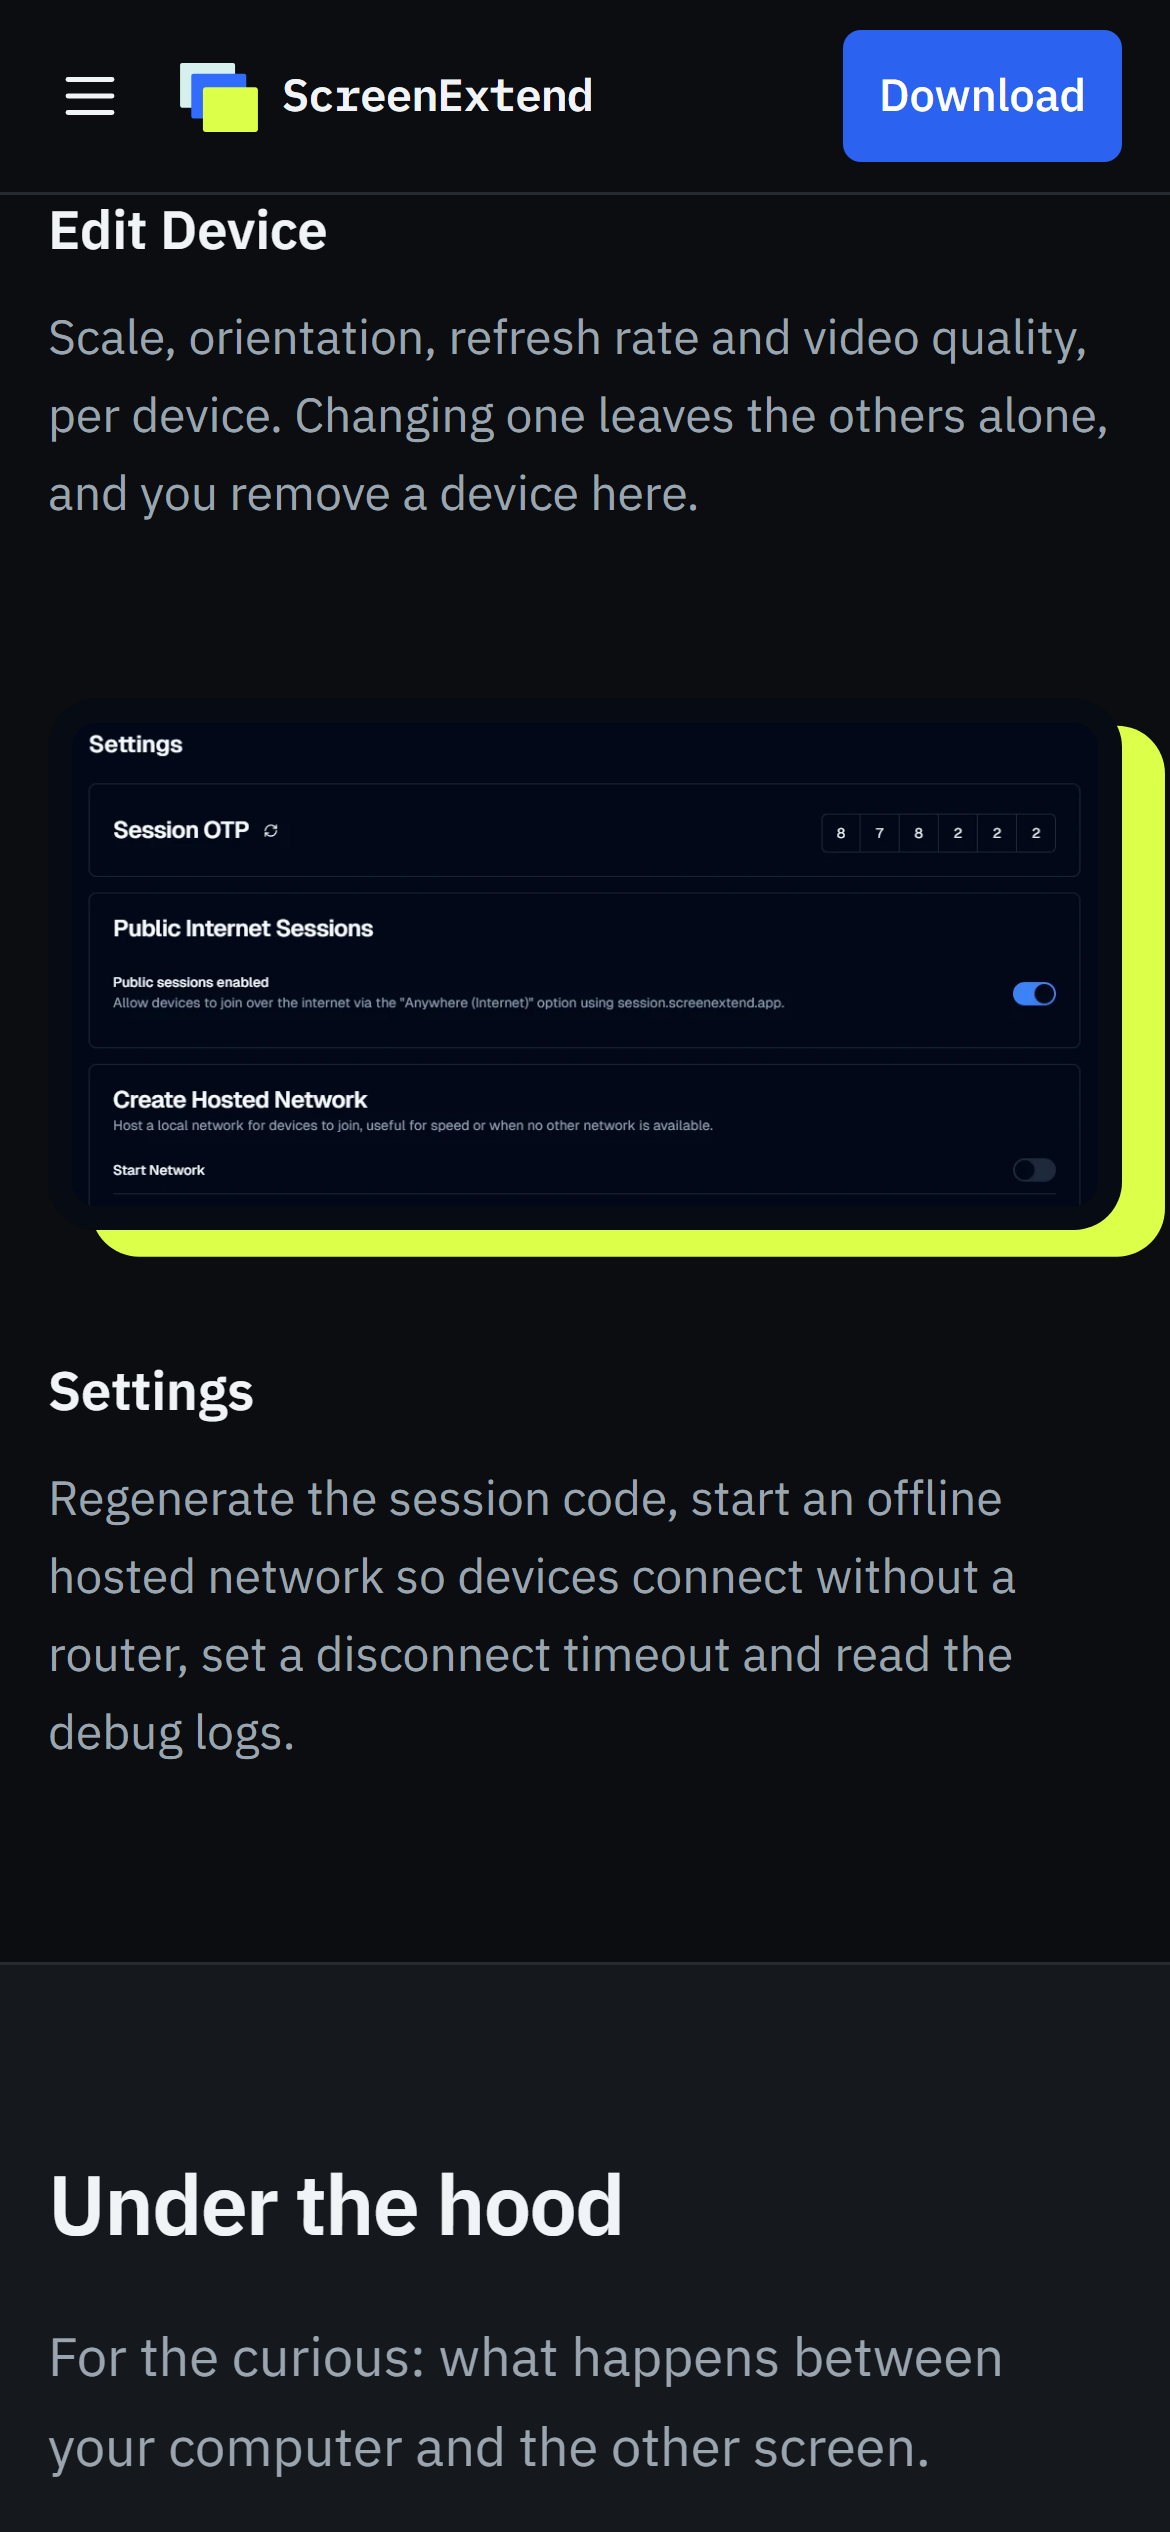 ScreenExtend
Download
Edit Device
Scale, orientation, refresh rate and video quality,
per device. Changing one leaves the others alone,
and you remove a device here.
Settings
Session OTP
8 7 8 2 2 2
Public Internet Sessions
Public sessions enabled
Allow devices to join over the internet via the "Anywhere (Internet)" option using session.screenextend.app.
Create Hosted Network
Host a local network for devices to join, useful for speed or when no other network is available.
Start Network
Settings
Regenerate the session code, start an offline
hosted network so devices connect without a
router, set a disconnect timeout and read the
debug logs.
Under the hood
For the curious: what happens between
your computer and the other screen.